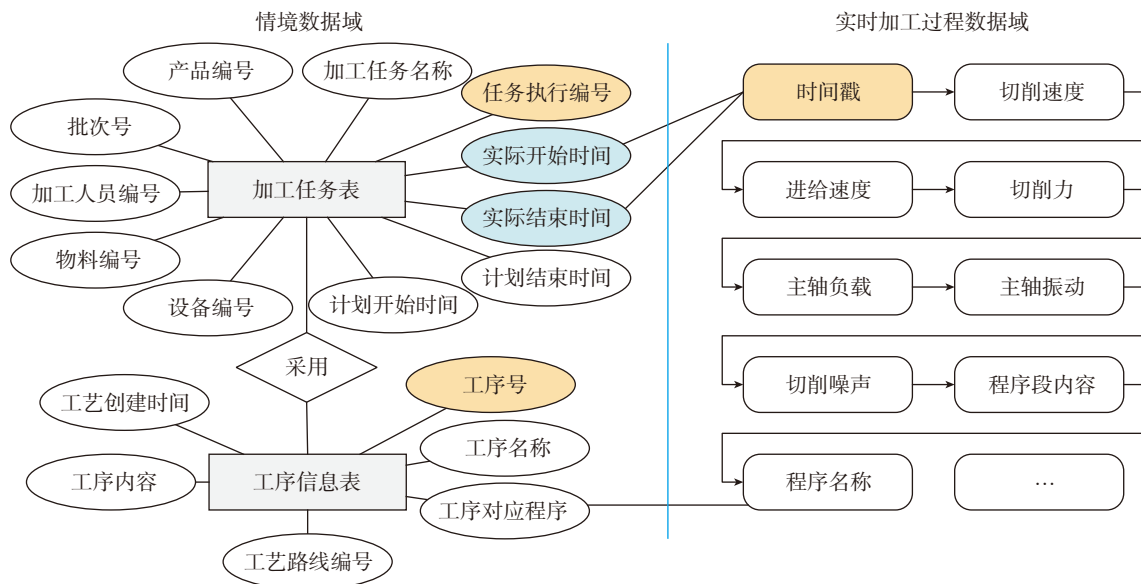 情境数据域
实时加工过程数据域
产品编号
加工任务名称
任务执行编号
批次号
实际开始时间
加工人员编号
加工任务表
实际结束时间
物料编号
计划结束时间
设备编号
计划开始时间
采用
工序号
工艺创建时间
工序名称
工序内容
工序信息表
工序对应程序
工艺路线编号
时间戳
切削速度
进给速度
切削力
主轴负载
主轴振动
切削噪声
程序段内容
程序名称
…